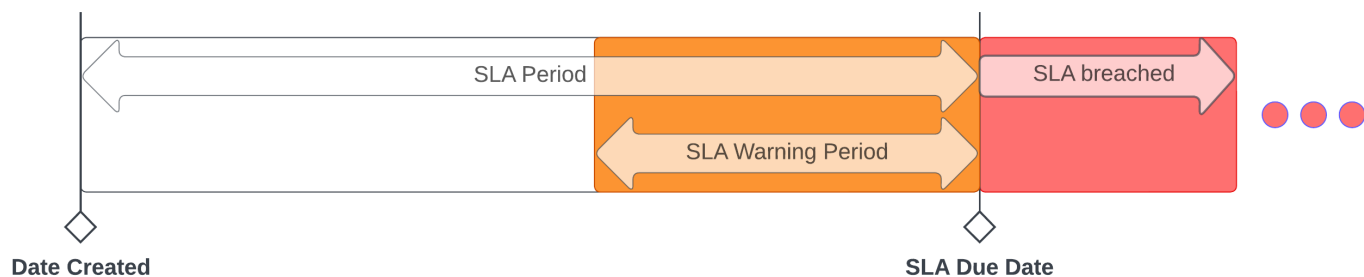 SLA Period
SLA breached
SLA Warning Period
Date Created
SLA Due Date